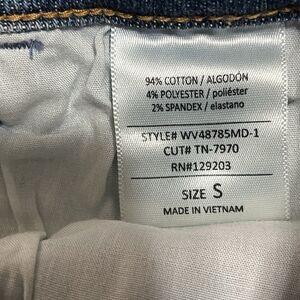 94% COTTON / ALGODÓN
4% POLYESTER / poliéster
2% SPANDEX / elastano
STYLE# WV48785MD-1
CUT# TN-7970
RN#129203
SIZE S
MADE IN VIETNAM